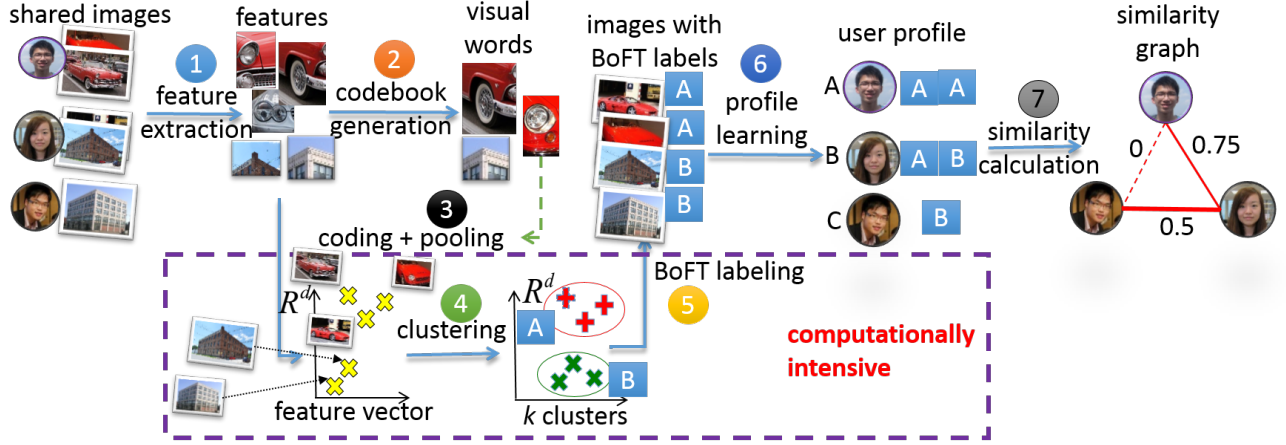 shared images
1
feature
extraction
features
2
codebook
generation
visual
words
images with
BoFT labels
A
A
B
B
6
profile
learning
user profile
A
A A
B
A B
C
B
7
similarity
calculation
similarity
graph
0
0.75
0.5
3
coding + pooling
R^d
feature vector
4
clustering
R^d
A
B
k clusters
BoFT labeling
5
computationally
intensive